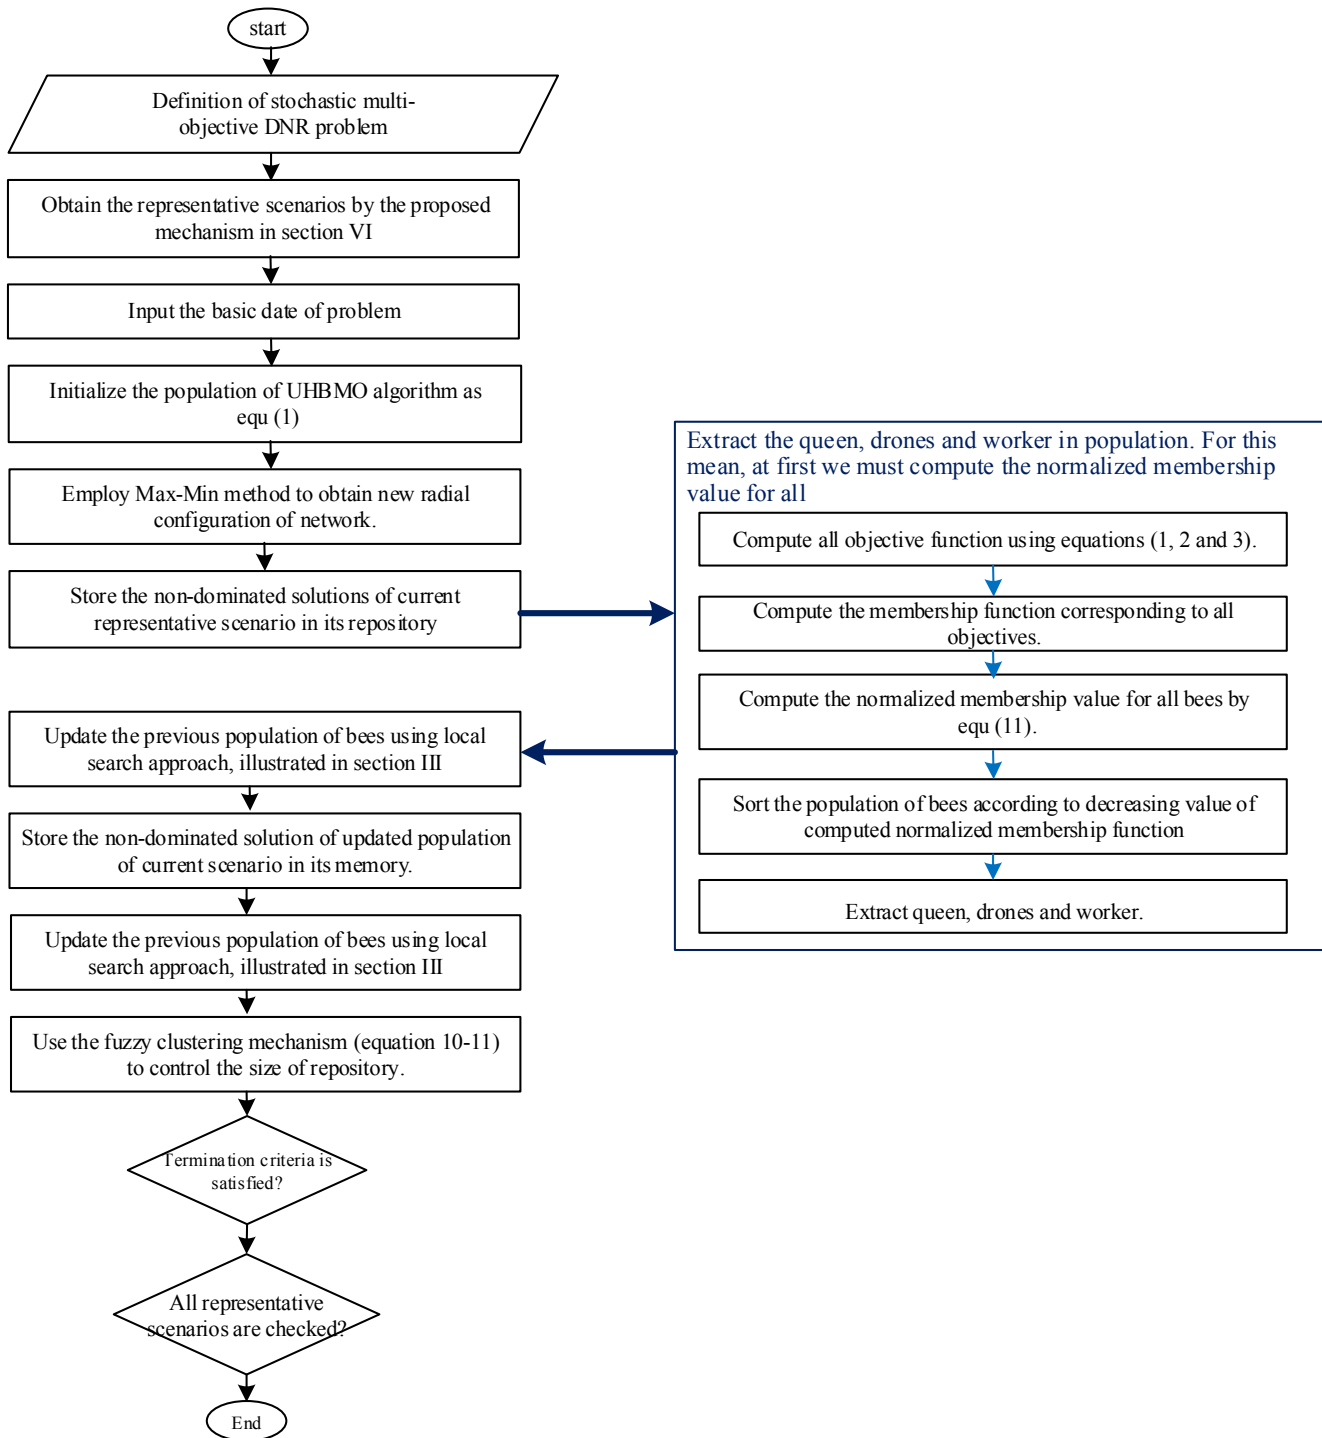 start
Definition of stochastic multi-
objective DNR problem
Obtain the representative scenarios by the proposed
mechanism in section VI
Input the basic date of problem
Initialize the population of UHBMO algorithm as
equ (1)
Employ Max-Min method to obtain new radial
configuration of network.
Store the non-dominated solutions of current
representative scenario in its repository
Extract the queen, drones and worker in population. For this
mean, at first we must compute the normalized membership
value for all
Compute all objective function using equations (1, 2 and 3).
Compute the membership function corresponding to all
objectives.
Compute the normalized membership value for all bees by
equ (11).
Sort the population of bees according to decreasing value of
computed normalized membership function
Extract queen, drones and worker.
Update the previous population of bees using local
search approach, illustrated in section III
Store the non-dominated solution of updated population
of current scenario in its memory.
Update the previous population of bees using local
search approach, illustrated in section III
Use the fuzzy clustering mechanism (equation 10-11)
to control the size of repository.
Termination criteria is
satisfied?
All representative
scenarios are checked?
End